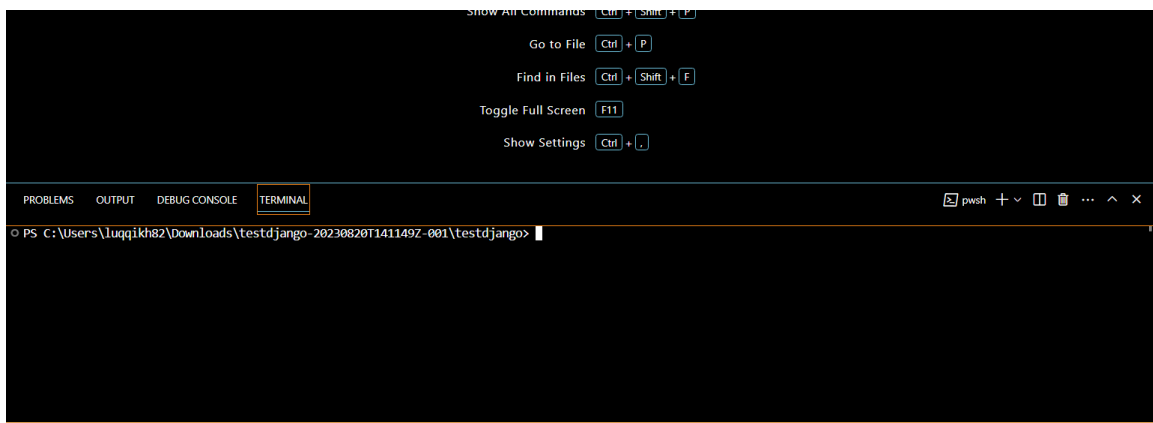 Show All Commands Ctrl + Shift + P
Go to File Ctrl + P
Find in Files Ctrl + Shift + F
Toggle Full Screen F11
Show Settings Ctrl + ,
PROBLEMS OUTPUT DEBUG CONSOLE TERMINAL pwsh
PS C:\Users\luqqikh82\Downloads\testdjango-20230820T141149Z-001\testdjango>